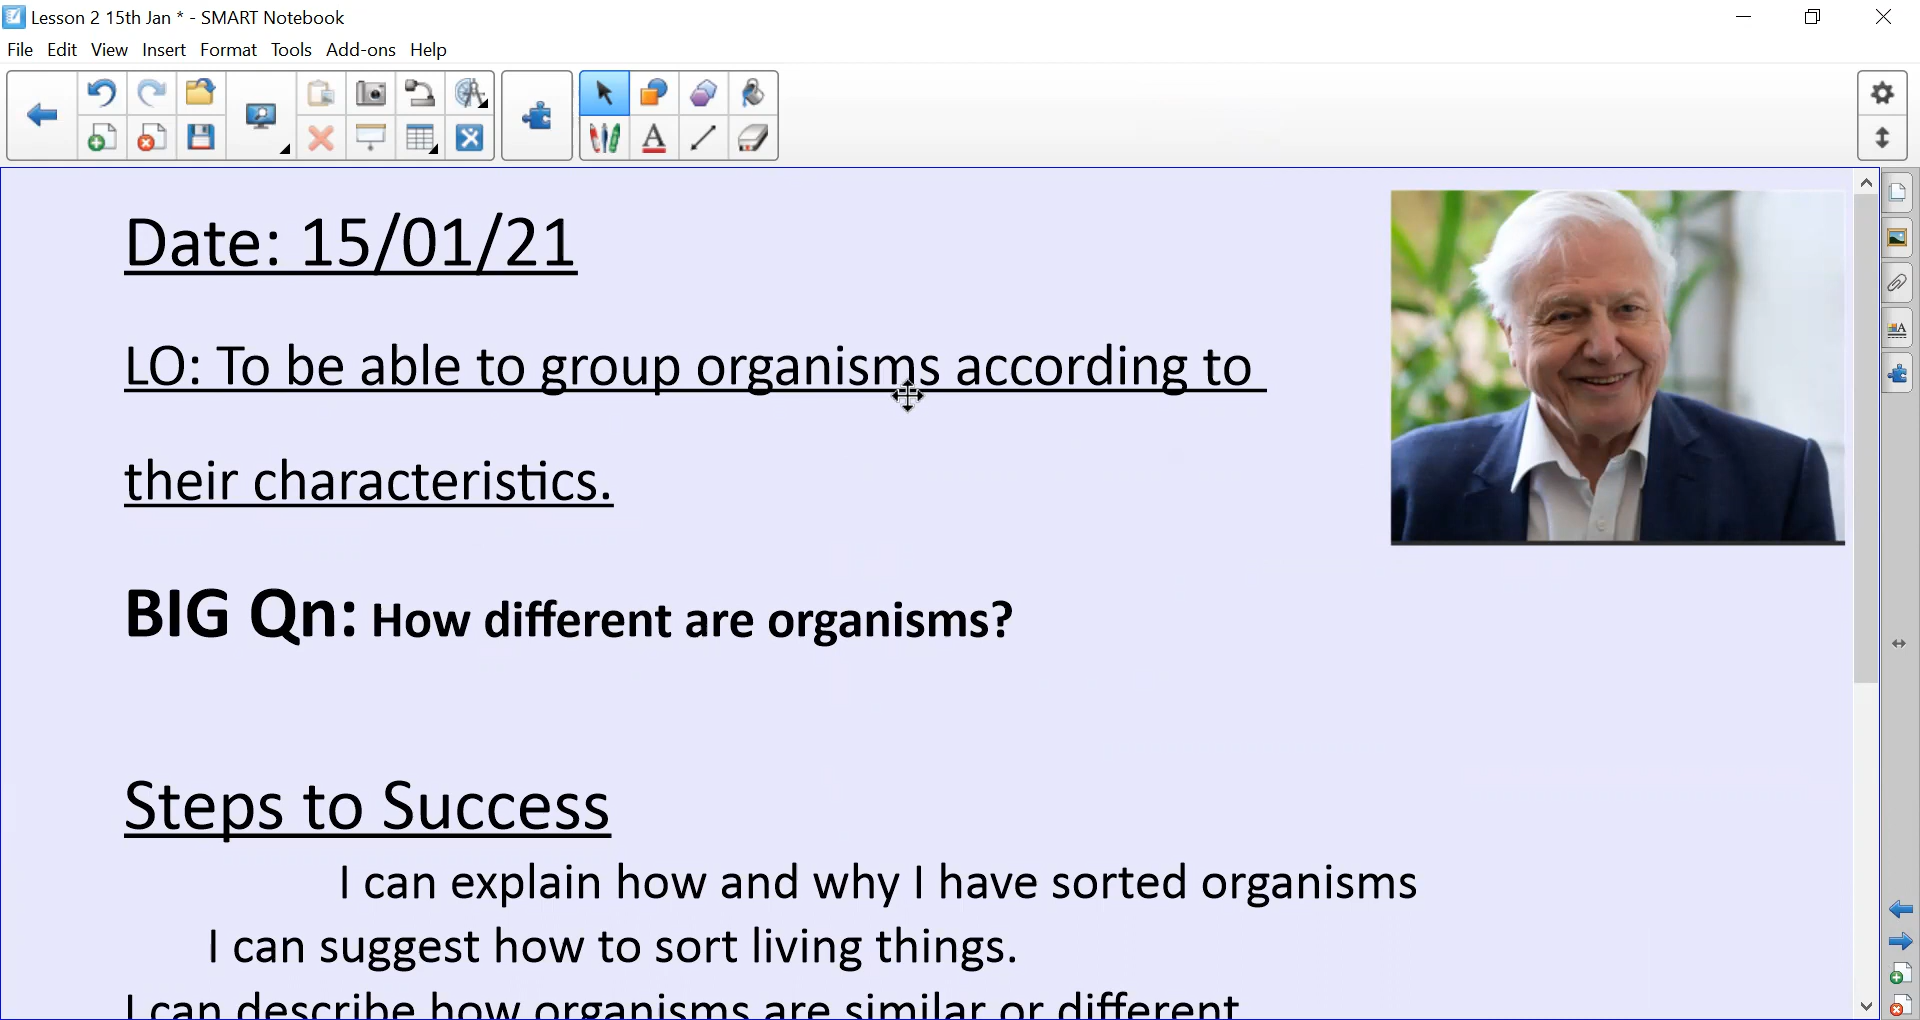 Lesson 2 15th Jan * - SMART Notebook
File Edit View Insert Format Tools Add-ons Help
Date: 15/01/21
LO: To be able to group organisms according to
their characteristics.
BIG Qn: How different are organisms?
Steps to Success
I can explain how and why I have sorted organisms
I can suggest how to sort living things.
I can describe how organisms are similar or different